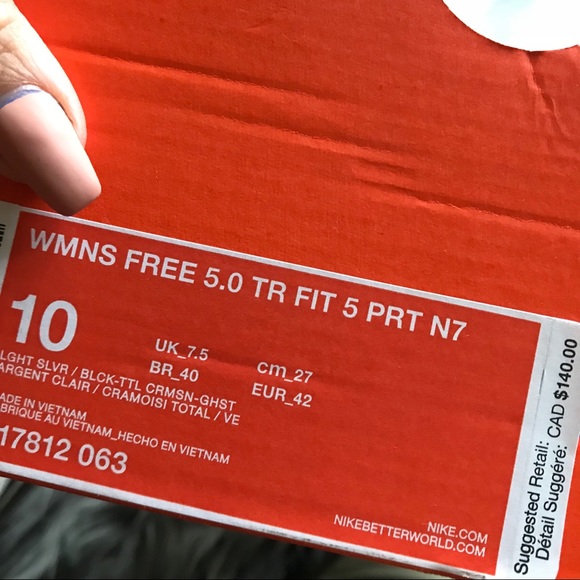 WMNS FREE 5.0 TR FIT 5 PRT N7
10
UK_7.5
BR_40
cm_27
EUR_42
LGHT SLVR / BLCK-TTL CRMSN-GHST
ARGENT CLAIR / CRAMOISI TOTAL / VE
ADE IN VIETNAM
BRIQUE AU VIETNAM_HECHO EN VIETNAM
17812 063
NIKE.COM
NIKEBETTERWORLD.COM
Suggested Retail: CAD $140.00
Détail Suggéré: